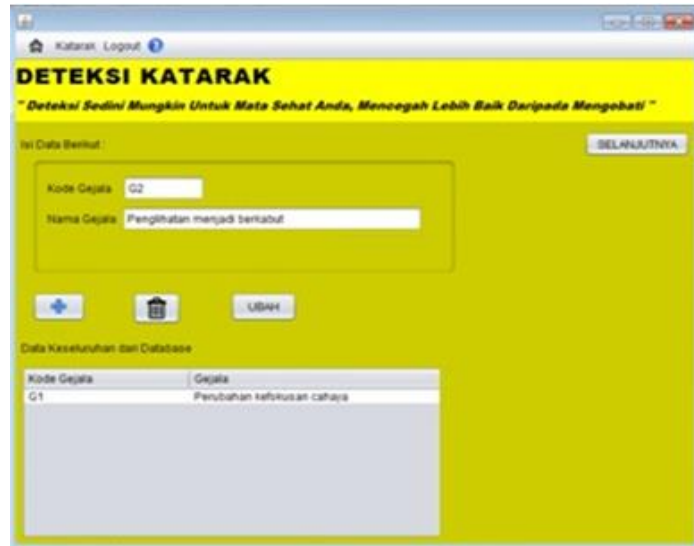 Katarak Logout
DETEKSI KATARAK
" Deteksi Sedini Mungkin Untuk Mata Sehat Anda, Mencegah Lebih Baik Daripada Mengobati "
Isi Data Berikut :
SELANJUTNYA
Kode Gejala G2
Nama Gejala Penglihatan menjadi berkabut
UBAH
Data Keseluruhan dari Database
Kode Gejala Gejala
G1 Perubahan kefokusan cahaya